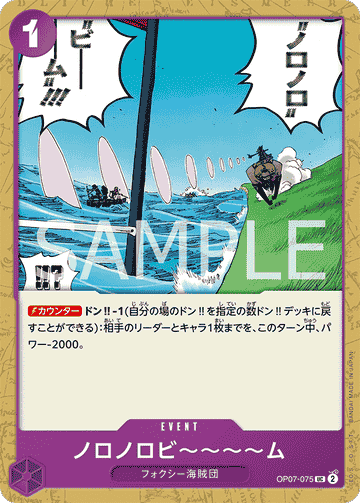 1
ノロノロ
ビーム!!!
SAMPLE
カウンター ドン!!-1(自分の場のドン!!を指定の数ドン!!デッキに戻
すことができる):相手のリーダーとキャラ1枚までを、このターン中、パ
ワー-2000。
EVENT
ノロノロビ〜〜〜〜ム
フォクシー海賊団
OP07-075 UC 2